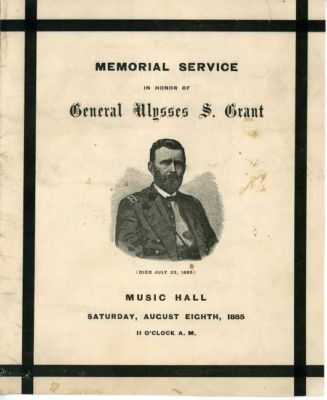 MEMORIAL SERVICE
IN HONOR OF
General Ulysses S. Grant
(DIED JULY 23, 1885)
MUSIC HALL
SATURDAY, AUGUST EIGHTH, 1885
11 O'CLOCK A. M.